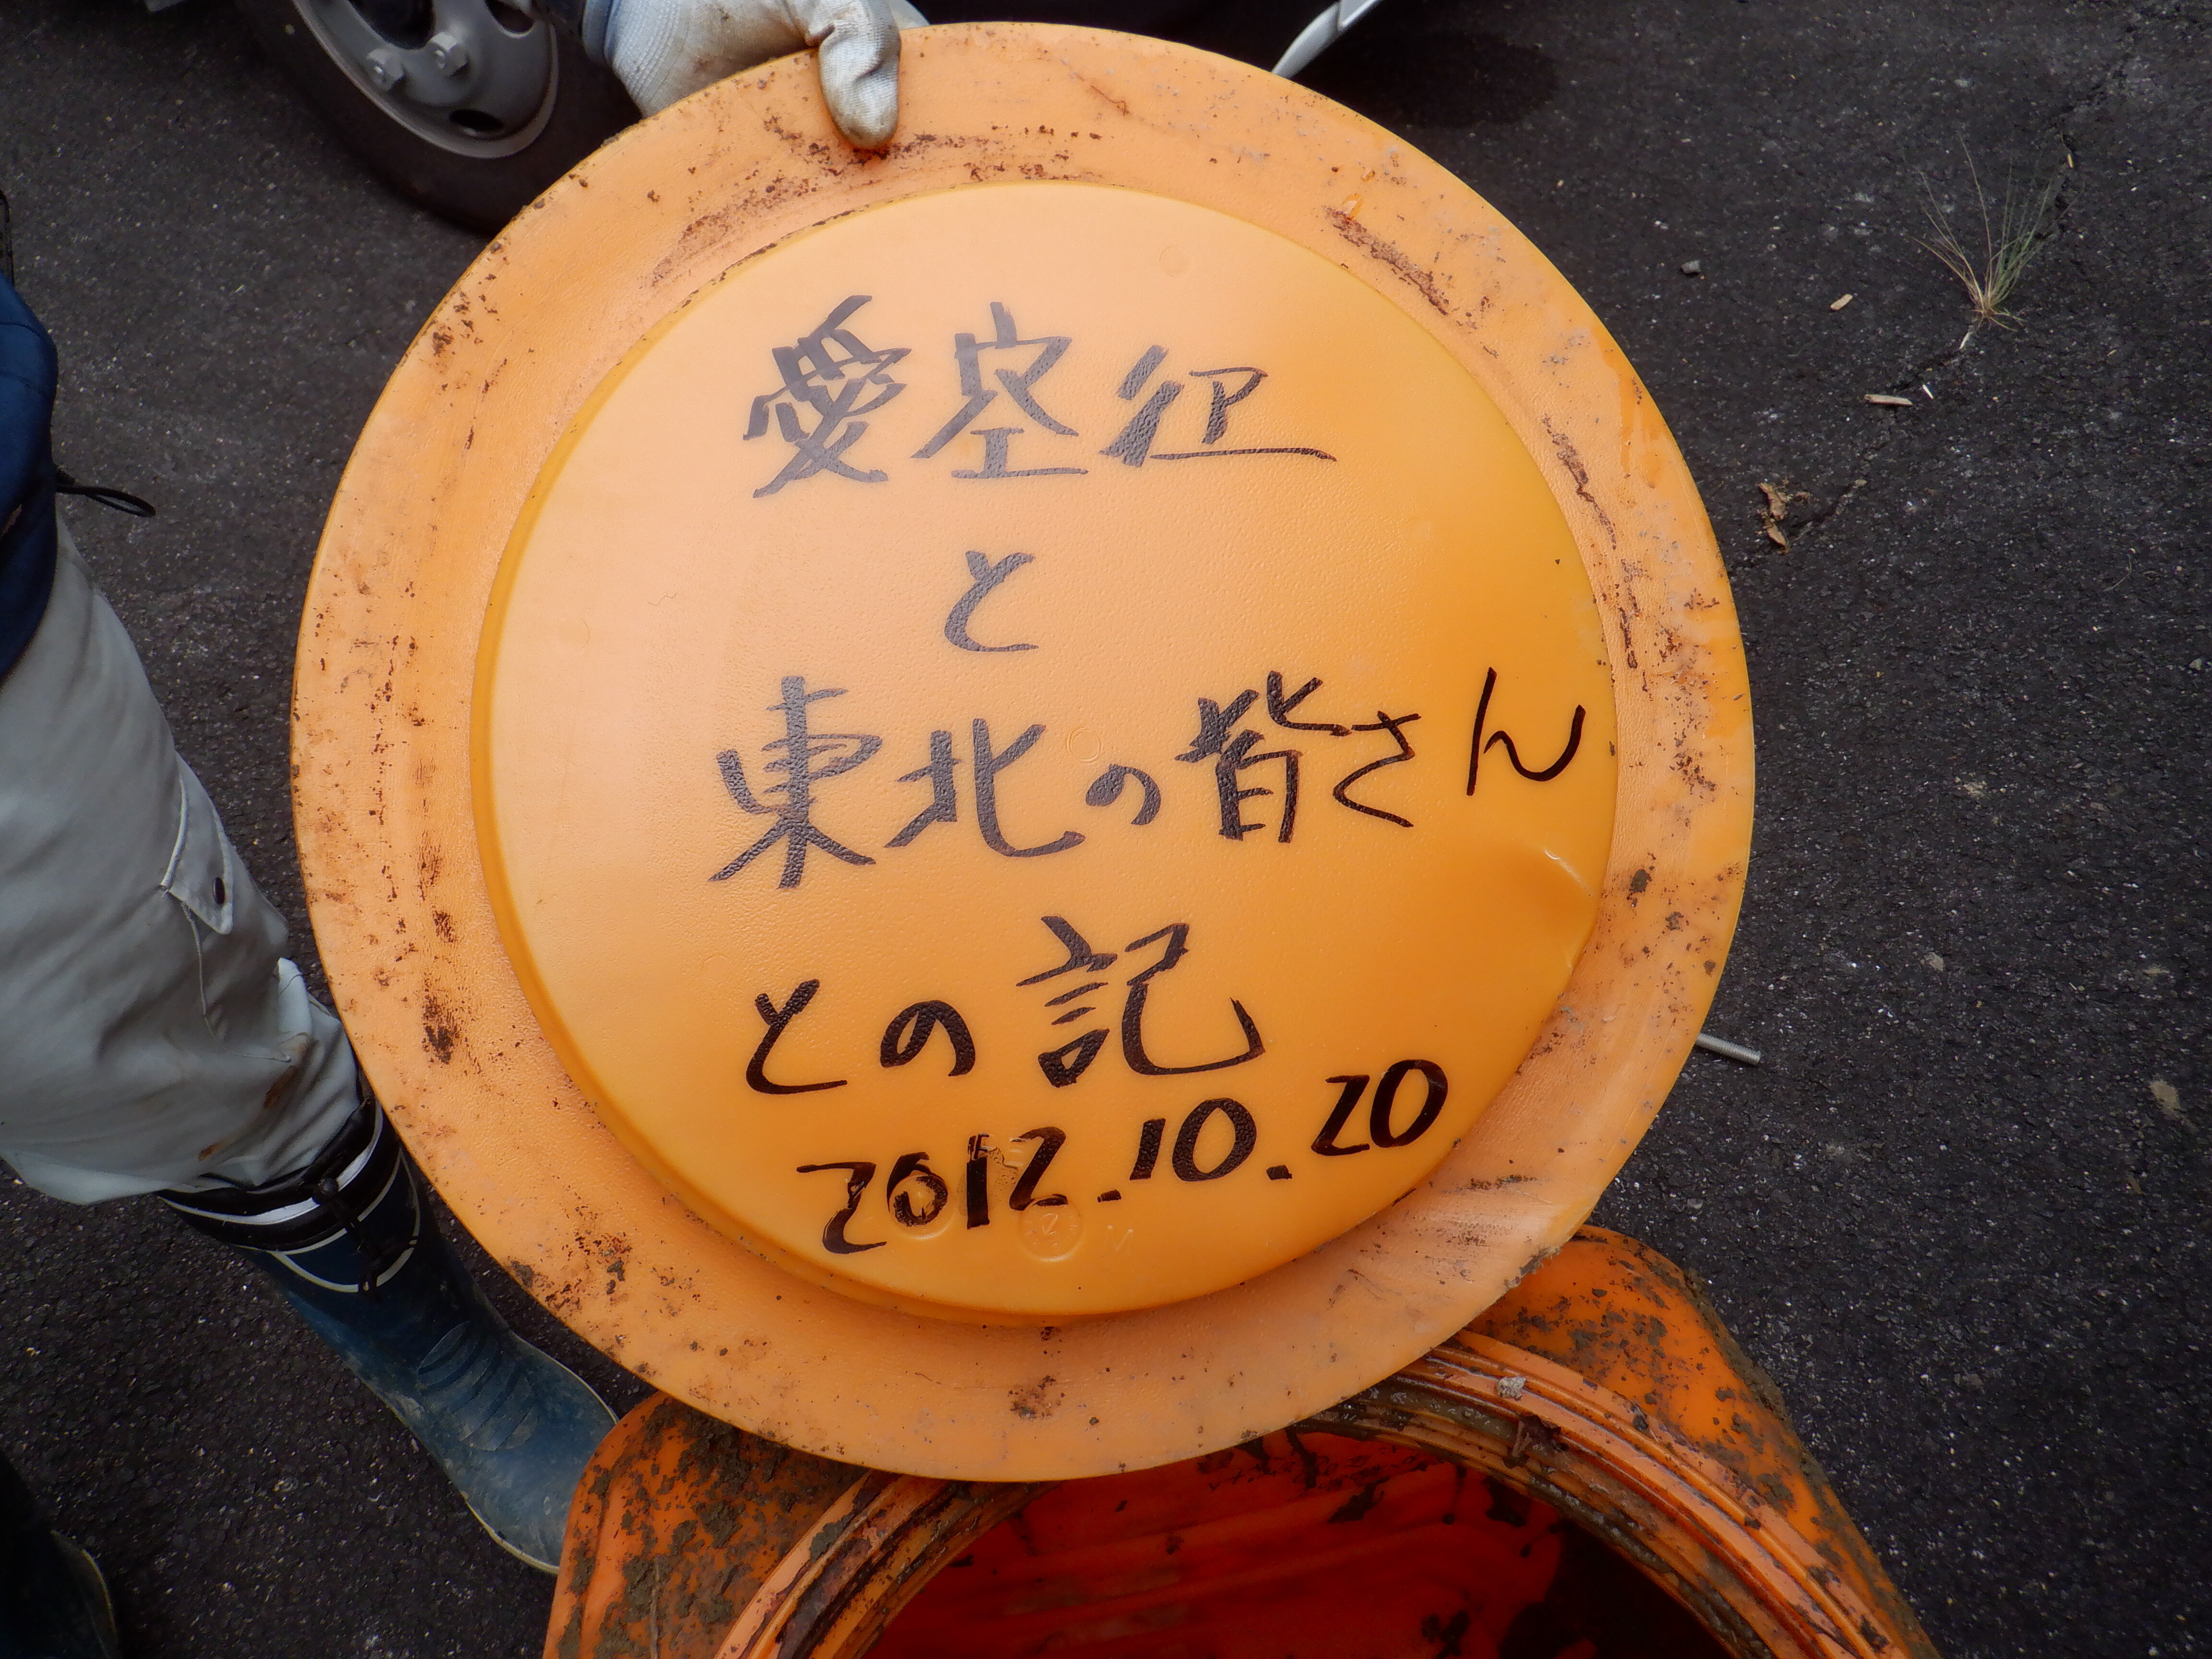 愛空
と
東北の皆さん
との記
2012.10.20